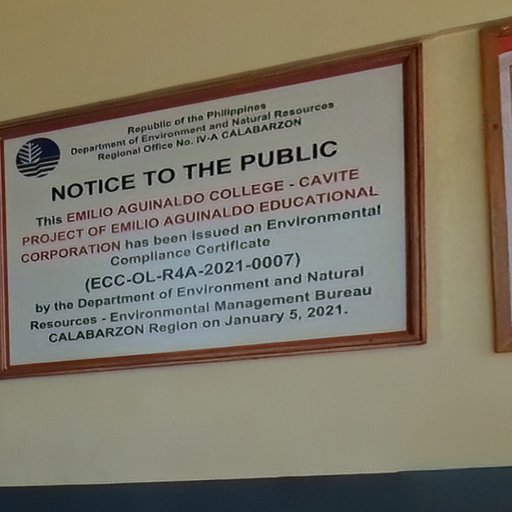 Republic of the Philippines
Department of Environment and Natural Resources
Regional Office No. IV-A CALABARZON
NOTICE TO THE PUBLIC
This EMILIO AGUINALDO COLLEGE - CAVITE
PROJECT OF EMILIO AGUINALDO EDUCATIONAL
CORPORATION has been issued an Environmental
Compliance Certificate
(ECC-OL-R4A-2021-0007)
by the Department of Environment and Natural
Resources - Environmental Management Bureau
CALABARZON Region on January 5, 2021.